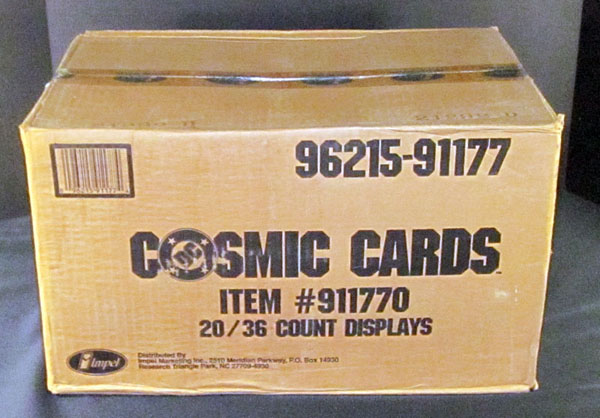 96215-91177
COSMIC CARDS
DC
ITEM #911770
20/36 COUNT DISPLAYS
Impel
Distributed By
Impel Marketing Inc., 2510 Meridian Parkway, P.O. Box 14930
Research Triangle Park, NC 27709-4930